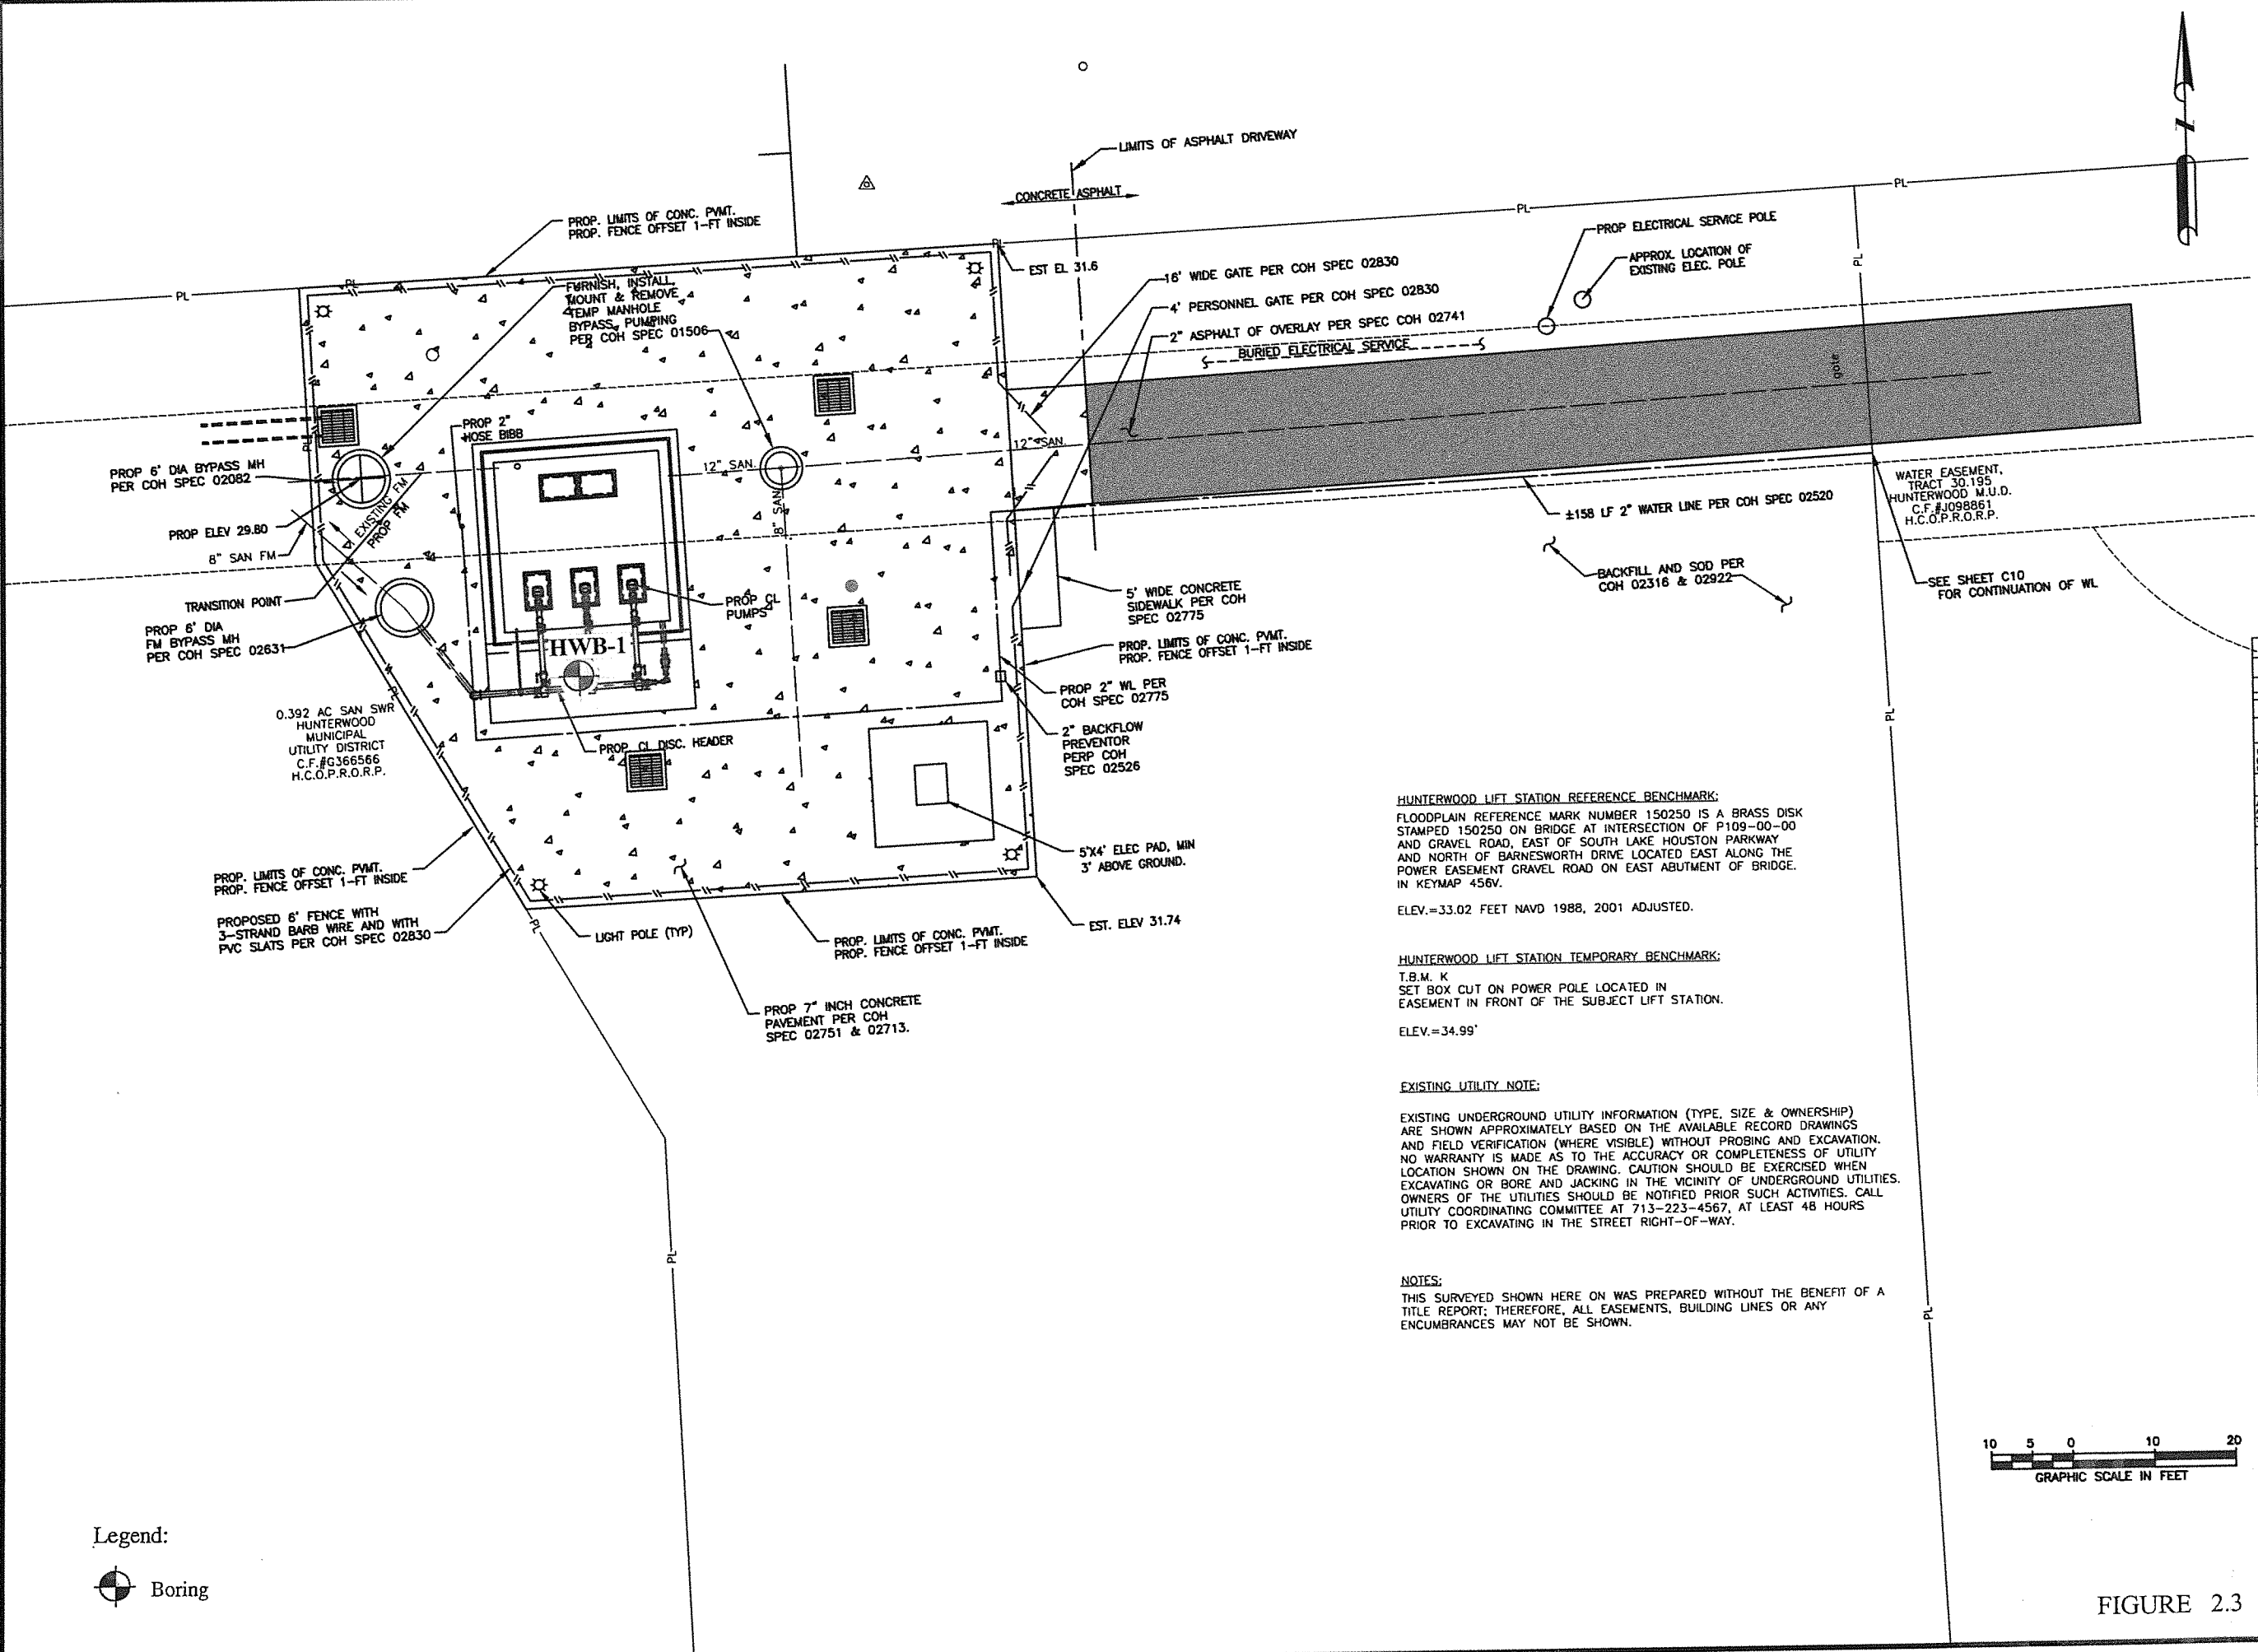 LIMITS OF ASPHALT DRIVEWAY
CONCRETE ASPHALT
PL
PL
PL
PL
PL
PL
PL
PROP. LIMITS OF CONC. PVMT.
PROP. FENCE OFFSET 1-FT INSIDE
EST EL 31.6
FURNISH, INSTALL,
MOUNT & REMOVE
TEMP MANHOLE
BYPASS, PUMPING
PER COH SPEC 01506
16' WIDE GATE PER COH SPEC 02830
4' PERSONNEL GATE PER COH SPEC 02830
2" ASPHALT OF OVERLAY PER SPEC COH 02741
BURIED ELECTRICAL SERVICE
PROP ELECTRICAL SERVICE POLE
APPROX. LOCATION OF
EXISTING ELEC. POLE
gate
PROP 2"
HOSE BIBB
12" SAN.
12" SAN.
8" SAN.
PROP 6' DIA BYPASS MH
PER COH SPEC 02082
PROP ELEV 29.80
8" SAN FM
EXISTING FM
PROP FM
TRANSITION POINT
PROP 6' DIA
FM BYPASS MH
PER COH SPEC 02631
PROP CL
PUMPS
HWB-1
WATER EASEMENT,
TRACT 30.195
HUNTERWOOD M.U.D.
C.F.#J098861
H.C.O.P.R.O.R.P.
±158 LF 2" WATER LINE PER COH SPEC 02520
BACKFILL AND SOD PER
COH 02316 & 02922
SEE SHEET C10
FOR CONTINUATION OF WL
5' WIDE CONCRETE
SIDEWALK PER COH
SPEC 02775
PROP. LIMITS OF CONC. PVMT.
PROP. FENCE OFFSET 1-FT INSIDE
PROP 2" WL PER
COH SPEC 02775
2" BACKFLOW
PREVENTOR
PERP COH
SPEC 02526
PL
PL
0.392 AC SAN SWR
HUNTERWOOD
MUNICIPAL
UTILITY DISTRICT
C.F.#G366566
H.C.O.P.R.O.R.P.
PROP. CL DISC. HEADER
5'X4' ELEC PAD, MIN
3' ABOVE GROUND.
PROP. LIMITS OF CONC. PVMT.
PROP. FENCE OFFSET 1-FT INSIDE
PROPOSED 6' FENCE WITH
3-STRAND BARB WIRE AND WITH
PVC SLATS PER COH SPEC 02830
PL
LIGHT POLE (TYP)
PROP. LIMITS OF CONC. PVMT.
PROP. FENCE OFFSET 1-FT INSIDE
EST. ELEV 31.74
PROP 7" INCH CONCRETE
PAVEMENT PER COH
SPEC 02751 & 02713.
HUNTERWOOD LIFT STATION REFERENCE BENCHMARK:
FLOODPLAIN REFERENCE MARK NUMBER 150250 IS A BRASS DISK
STAMPED 150250 ON BRIDGE AT INTERSECTION OF P109-00-00
AND GRAVEL ROAD, EAST OF SOUTH LAKE HOUSTON PARKWAY
AND NORTH OF BARNESWORTH DRIVE LOCATED EAST ALONG THE
POWER EASEMENT GRAVEL ROAD ON EAST ABUTMENT OF BRIDGE.
IN KEYMAP 456V.
ELEV.=33.02 FEET NAVD 1988, 2001 ADJUSTED.
HUNTERWOOD LIFT STATION TEMPORARY BENCHMARK:
T.B.M. K
SET BOX CUT ON POWER POLE LOCATED IN
EASEMENT IN FRONT OF THE SUBJECT LIFT STATION.
ELEV.=34.99'
EXISTING UTILITY NOTE:
EXISTING UNDERGROUND UTILITY INFORMATION (TYPE, SIZE & OWNERSHIP)
ARE SHOWN APPROXIMATELY BASED ON THE AVAILABLE RECORD DRAWINGS
AND FIELD VERIFICATION (WHERE VISIBLE) WITHOUT PROBING AND EXCAVATION.
NO WARRANTY IS MADE AS TO THE ACCURACY OR COMPLETENESS OF UTILITY
LOCATION SHOWN ON THE DRAWING. CAUTION SHOULD BE EXERCISED WHEN
EXCAVATING OR BORE AND JACKING IN THE VICINITY OF UNDERGROUND UTILITIES.
OWNERS OF THE UTILITIES SHOULD BE NOTIFIED PRIOR SUCH ACTIVITIES. CALL
UTILITY COORDINATING COMMITTEE AT 713-223-4567, AT LEAST 48 HOURS
PRIOR TO EXCAVATING IN THE STREET RIGHT-OF-WAY.
PL
NOTES:
THIS SURVEYED SHOWN HERE ON WAS PREPARED WITHOUT THE BENEFIT OF A
TITLE REPORT; THEREFORE, ALL EASEMENTS, BUILDING LINES OR ANY
ENCUMBRANCES MAY NOT BE SHOWN.
PL
10 5 0 10 20
GRAPHIC SCALE IN FEET
Legend:
Boring
FIGURE 2.3